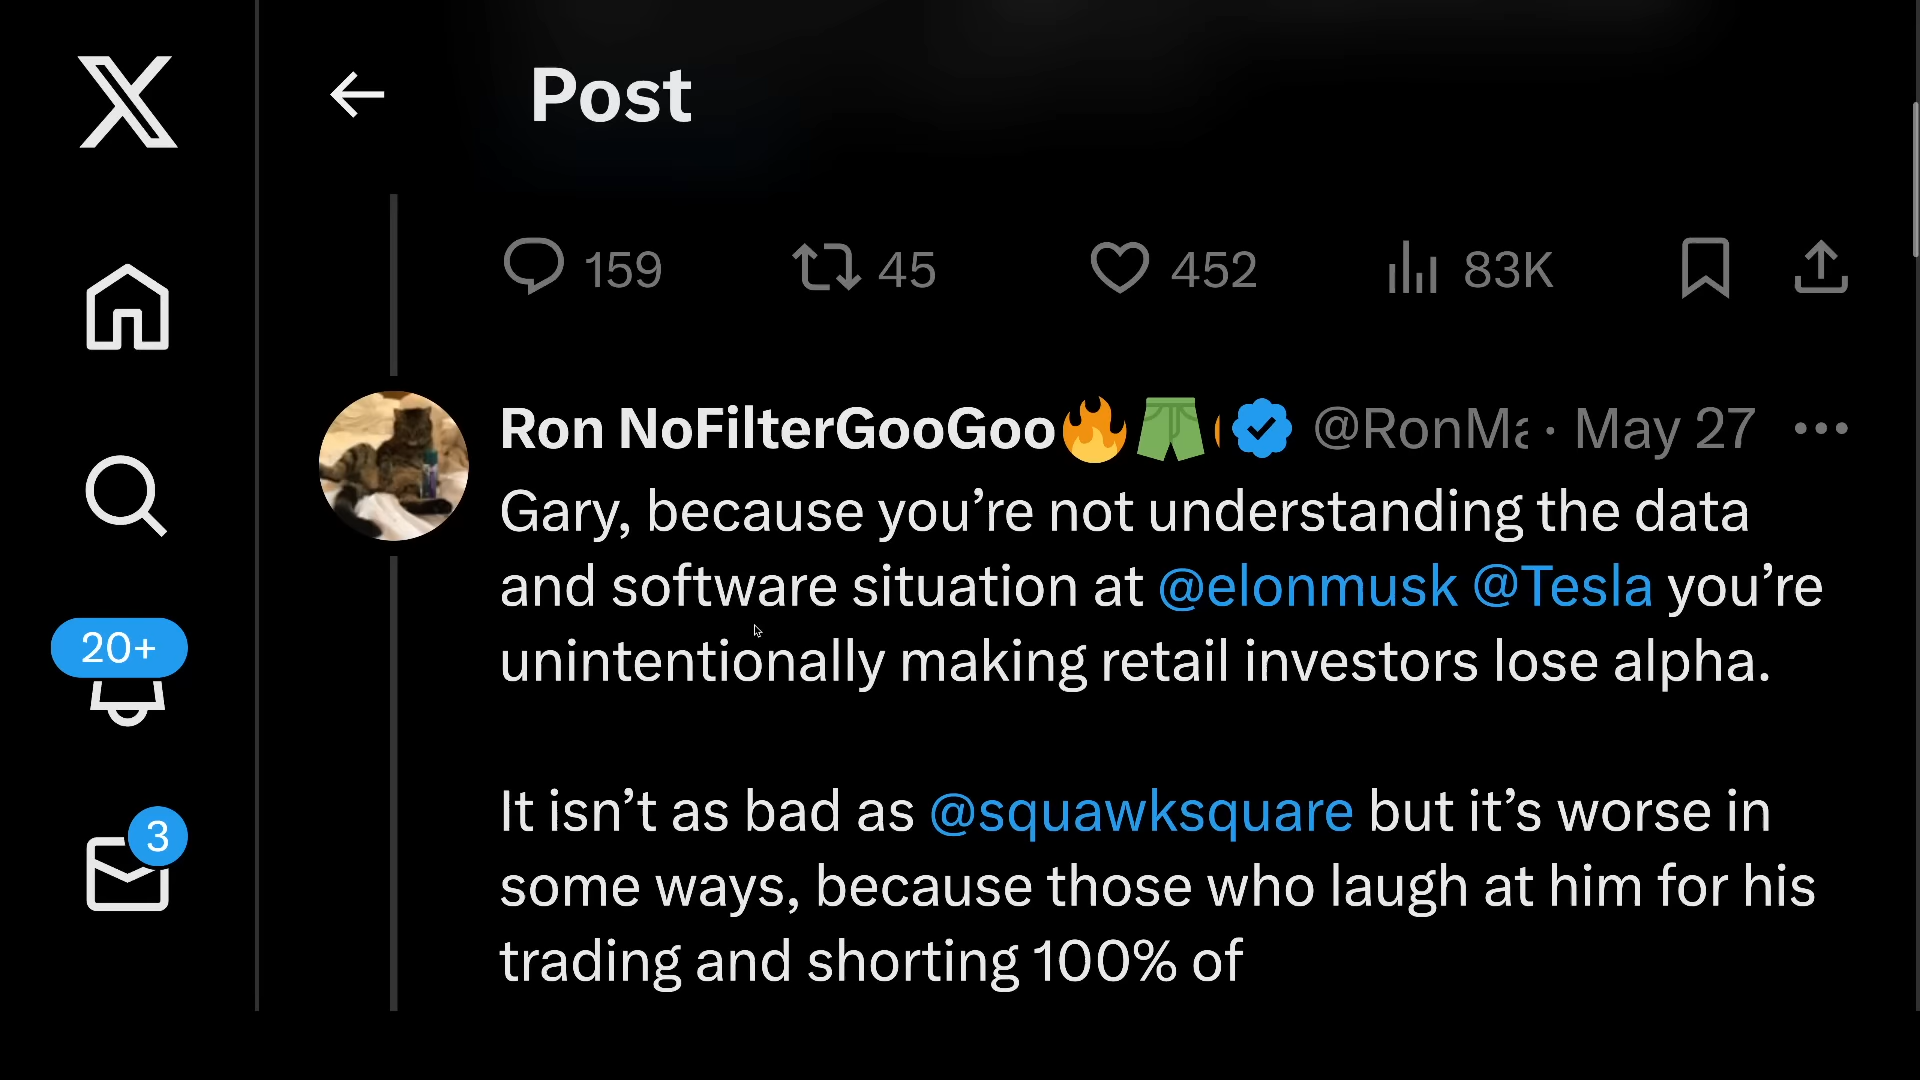 Post
159 45 452 83K
Ron NoFilterGooGoo🔥🩳 @RonMa · May 27
Gary, because you’re not understanding the data
and software situation at @elonmusk @Tesla you’re
20+
unintentionally making retail investors lose alpha.
It isn’t as bad as @squawksquare but it’s worse in
3
some ways, because those who laugh at him for his
trading and shorting 100% of